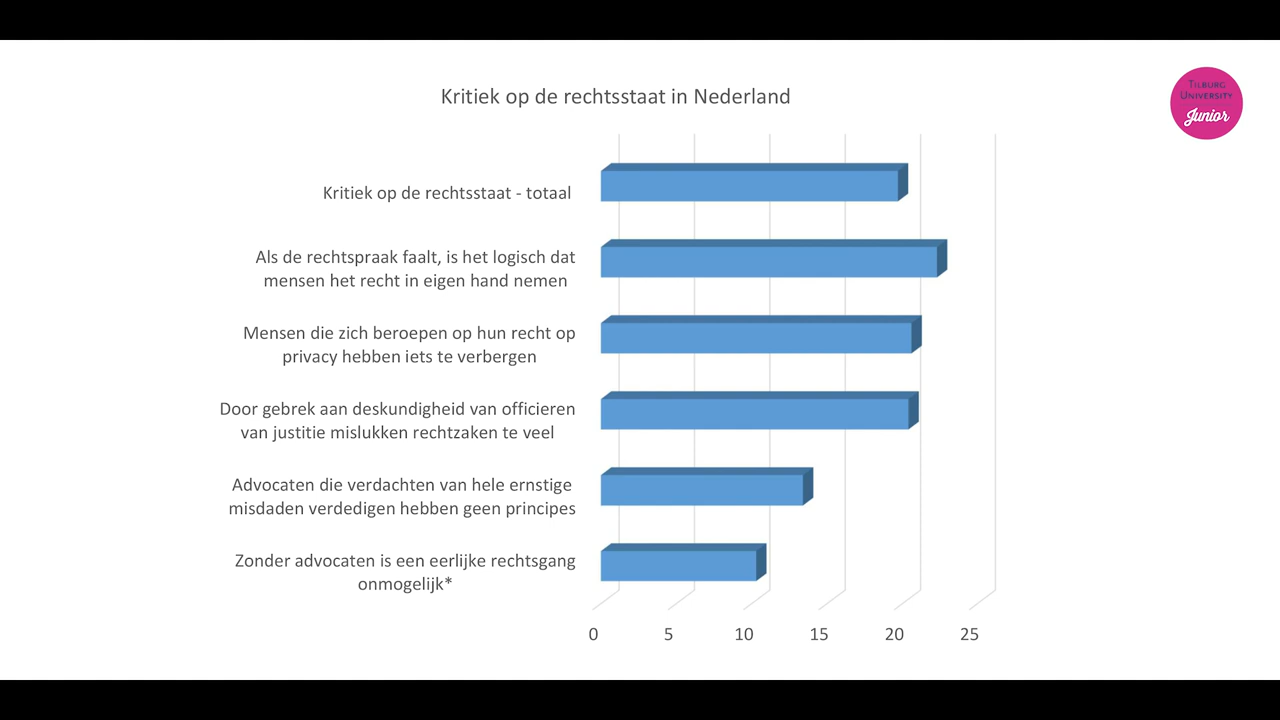 Kritiek op de rechtsstaat in Nederland
TILBURG
UNIVERSITY
Junior
Kritiek op de rechtsstaat - totaal
Als de rechtspraak faalt, is het logisch dat
mensen het recht in eigen hand nemen
Mensen die zich beroepen op hun recht op
privacy hebben iets te verbergen
Door gebrek aan deskundigheid van officieren
van justitie mislukken rechtzaken te veel
Advocaten die verdachten van hele ernstige
misdaden verdedigen hebben geen principes
Zonder advocaten is een eerlijke rechtsgang
onmogelijk*
0 5 10 15 20 25